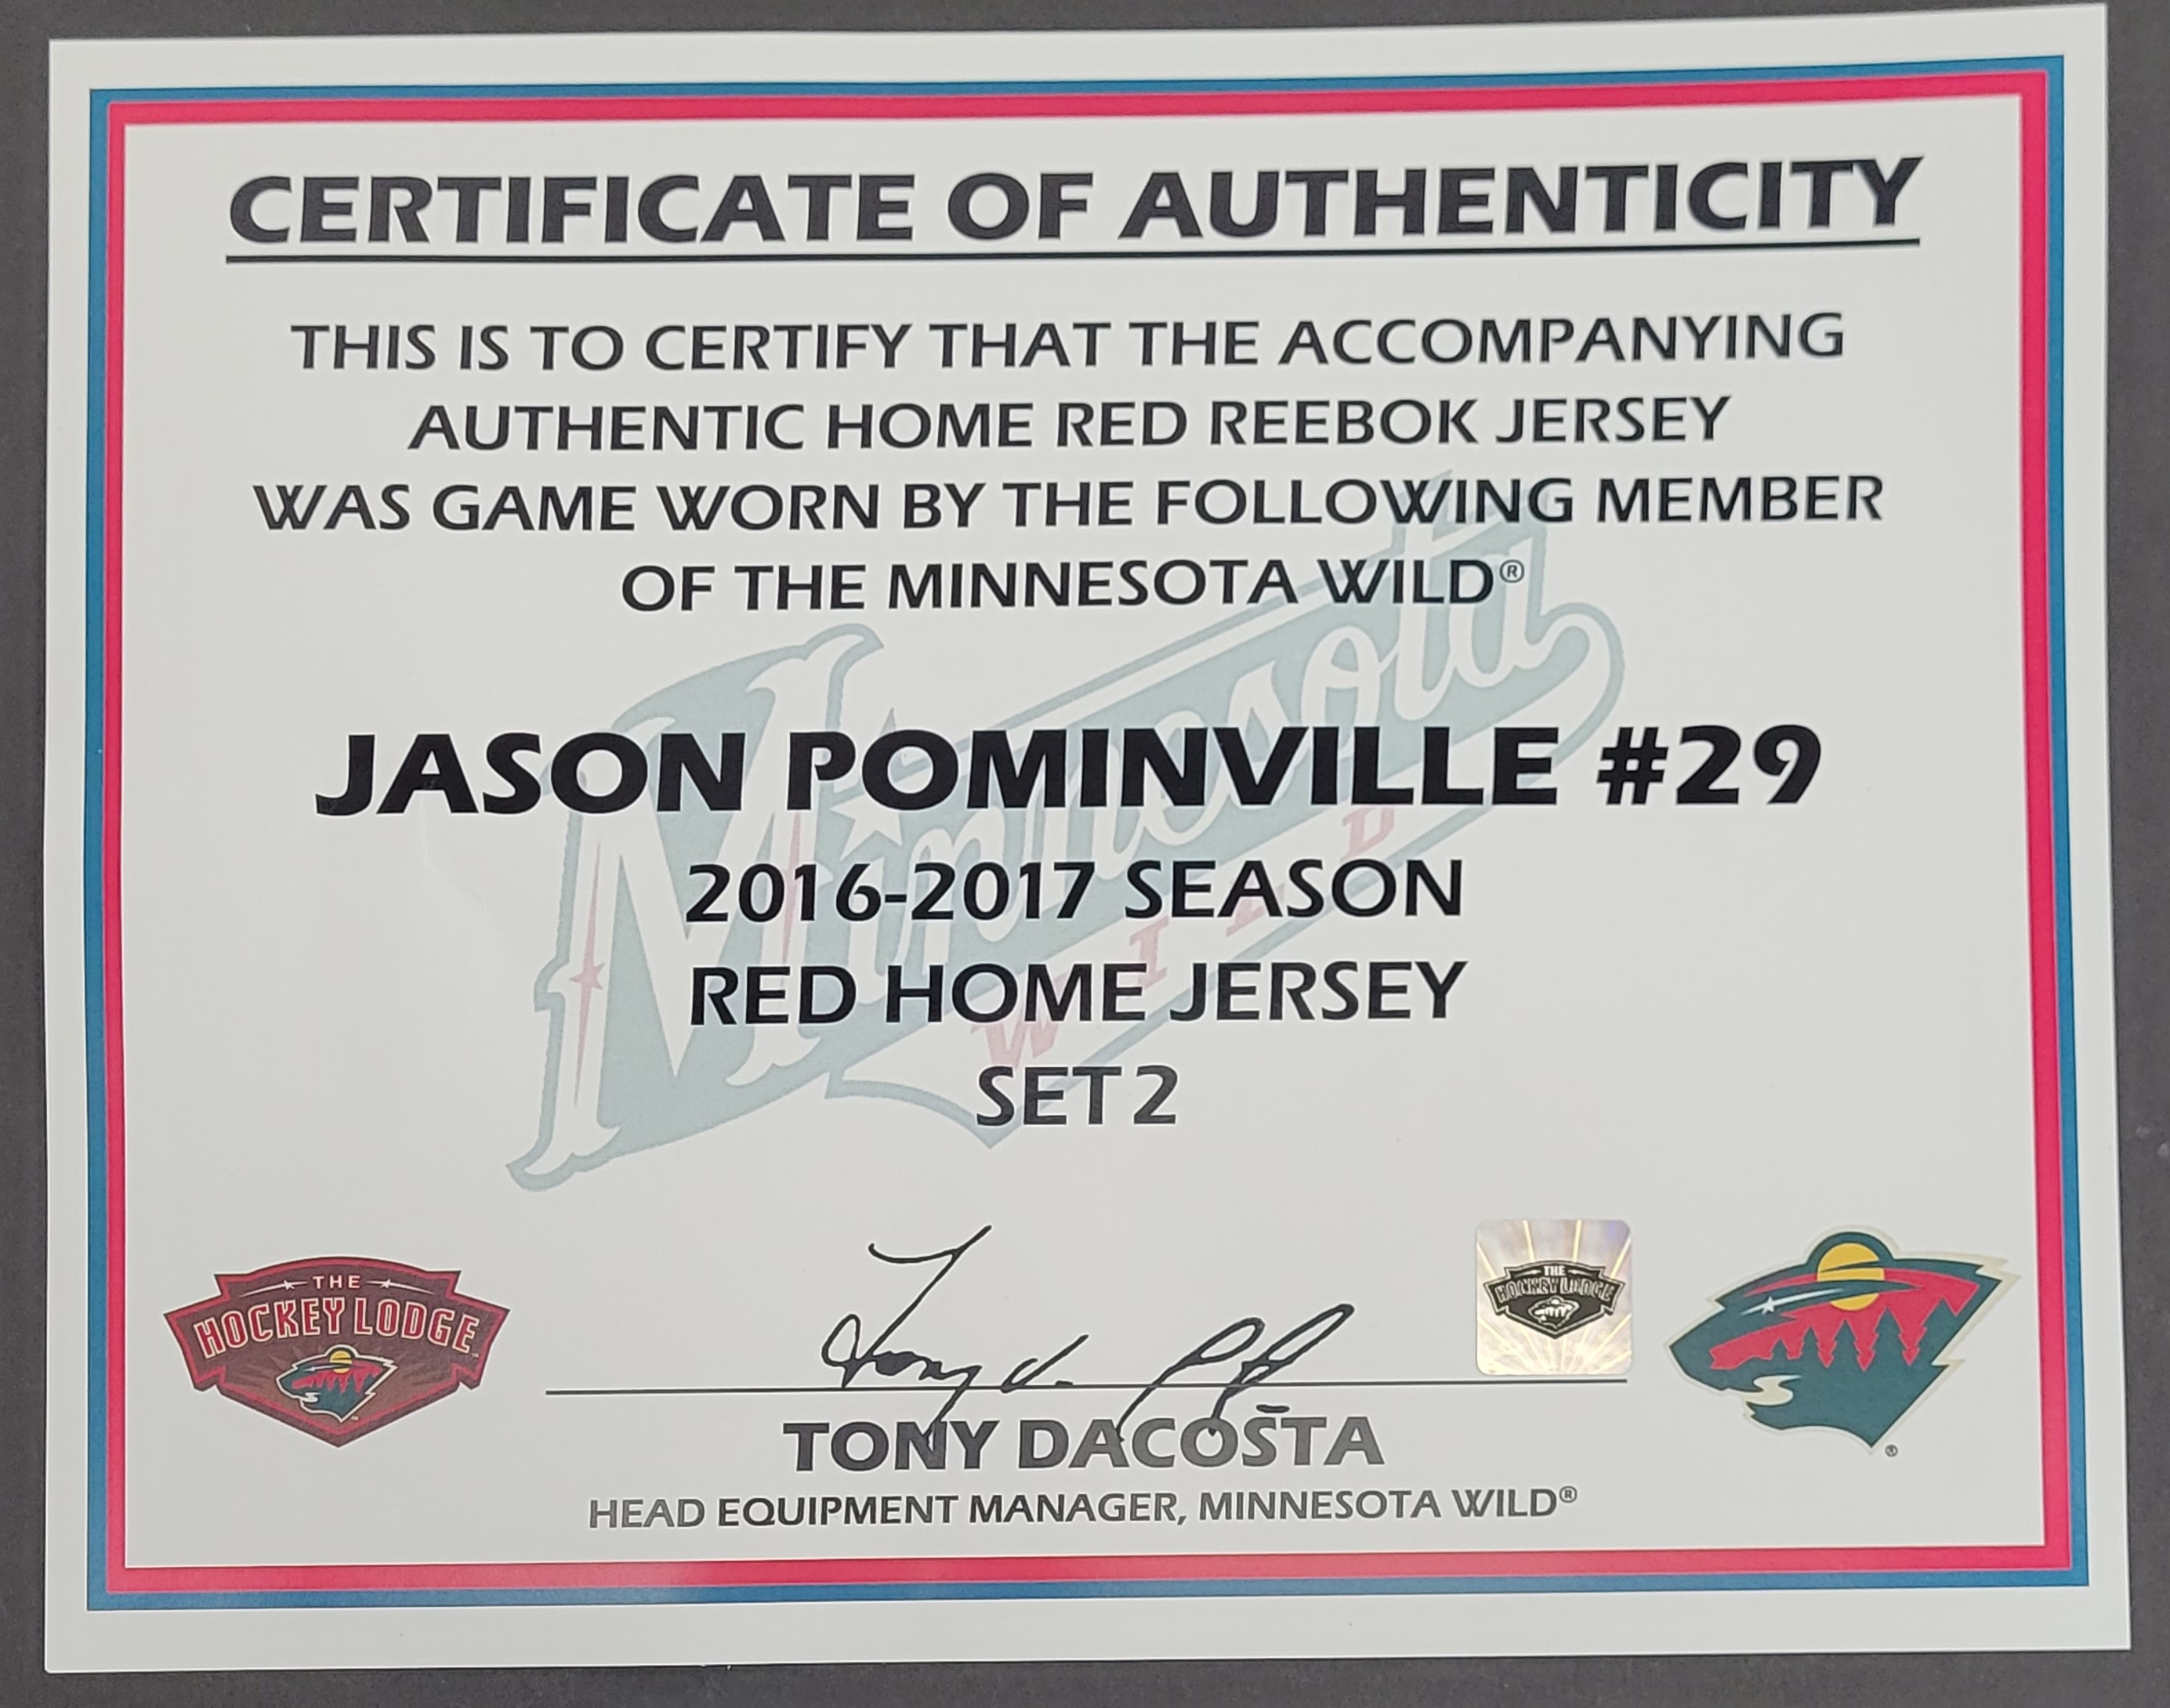 CERTIFICATE OF AUTHENTICITY
THIS IS TO CERTIFY THAT THE ACCOMPANYING
AUTHENTIC HOME RED REEBOK JERSEY
WAS GAME WORN BY THE FOLLOWING MEMBER
OF THE MINNESOTA WILD®
Minnesota
WILD
JASON POMINVILLE #29
2016-2017 SEASON
RED HOME JERSEY
SET 2
THE
HOCKEY LODGE
THE
HOCKEY LODGE
TONY DACOSTA
HEAD EQUIPMENT MANAGER, MINNESOTA WILD®